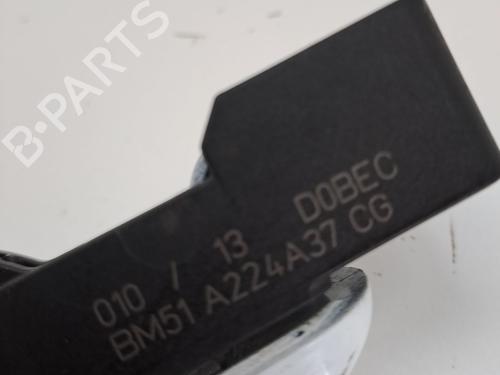 B-PARTS
010 / 13 D0BEC
BM51 A224A37 CG